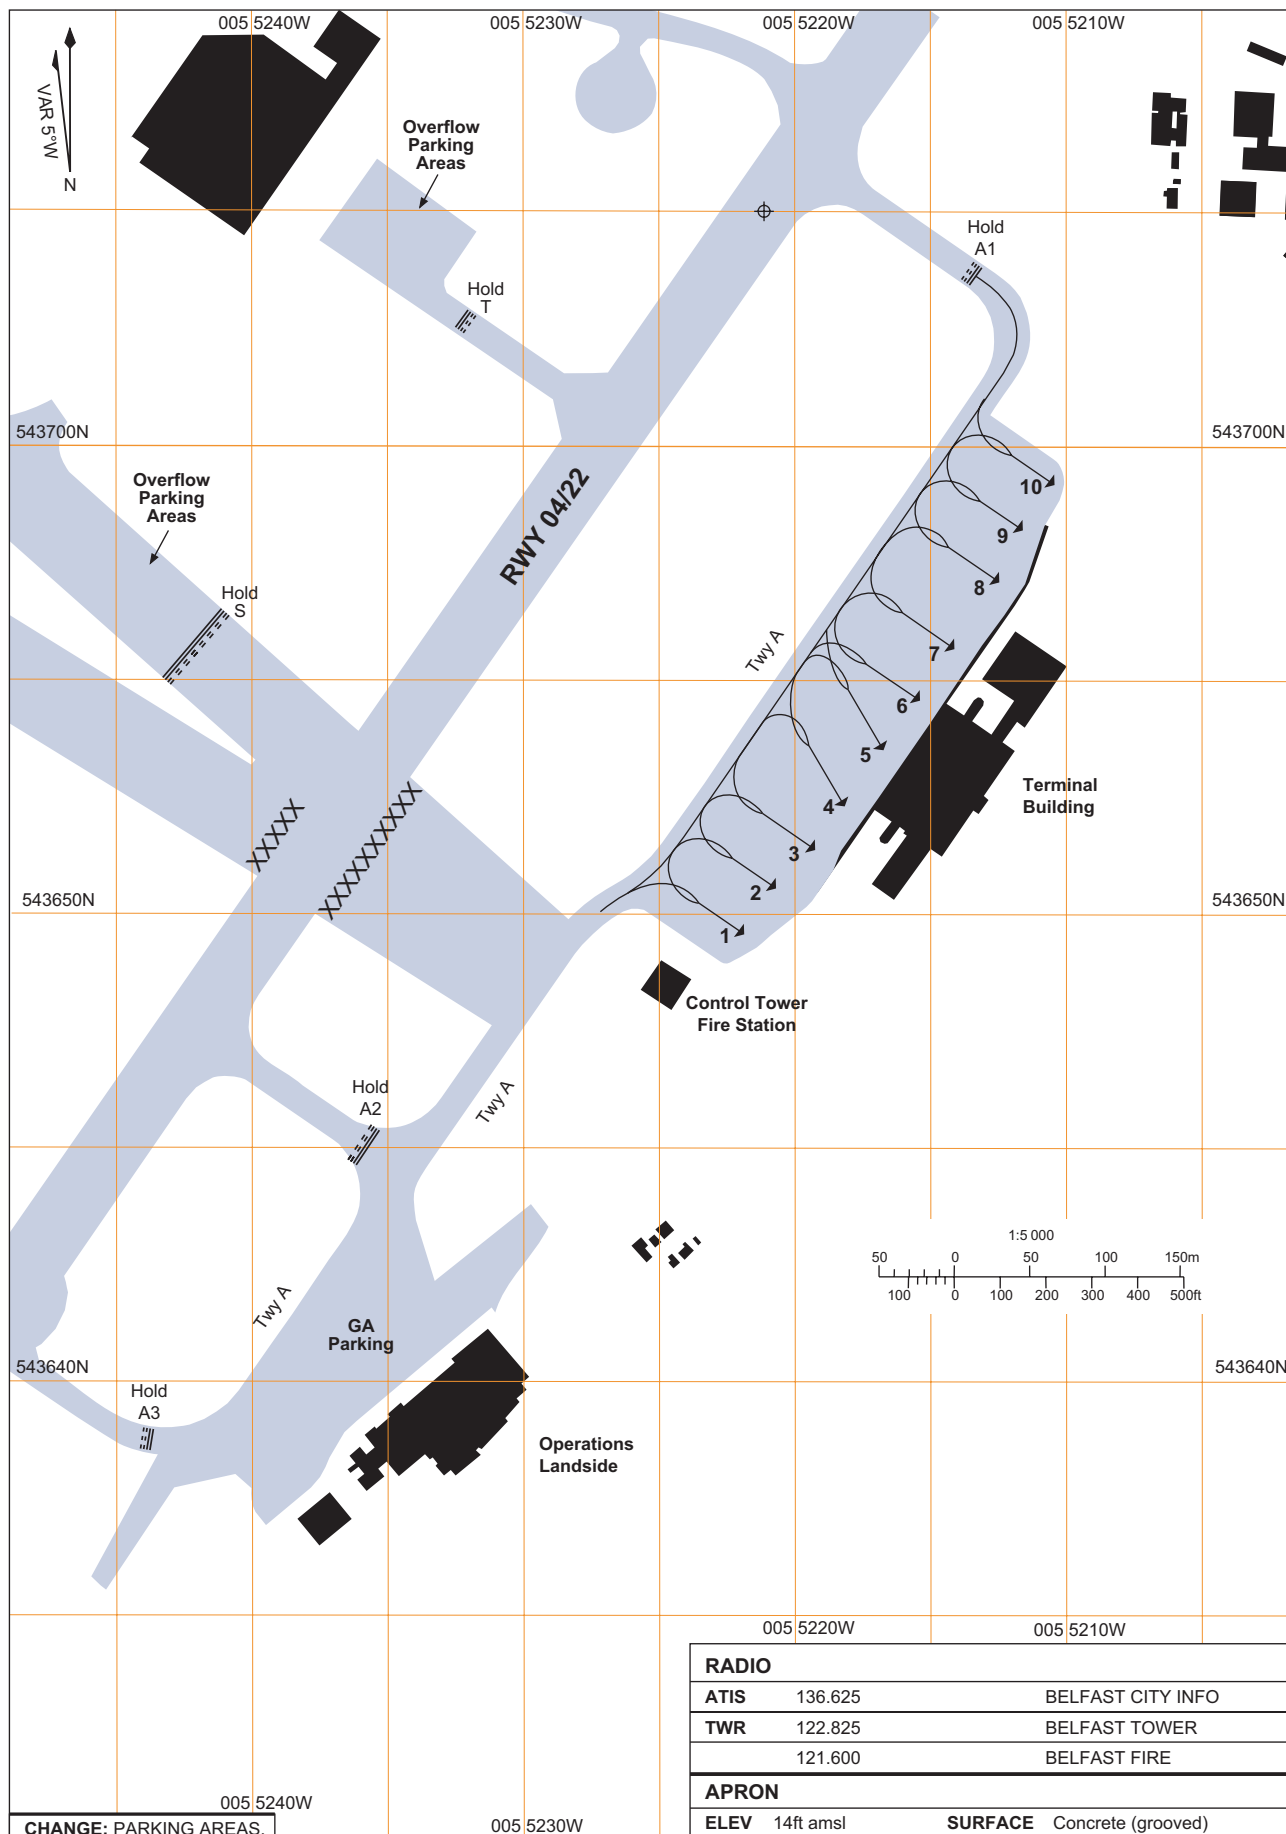 005 5240W
005 5230W
005 5220W
005 5210W
VAR 5°W
N
Overflow
Parking
Areas
Hold
A1
Hold
T
543700N
543700N
Overflow
Parking
Areas
RWY 04/22
10
9
8
Hold
S
Twy A
7
6
5
4
Terminal
Building
3
2
543650N
543650N
1
Control Tower
Fire Station
Hold
A2
Twy A
1:5 000
50 0 50 100 150m
100 0 100 200 300 400 500ft
Twy A
GA
Parking
543640N
543640N
Hold
A3
Operations
Landside
005 5220W
005 5210W
RADIO
ATIS 136.625 BELFAST CITY INFO
TWR 122.825 BELFAST TOWER
121.600 BELFAST FIRE
APRON
ELEV 14ft amsl SURFACE Concrete (grooved)
005 5240W
005 5230W
CHANGE: PARKING AREAS.